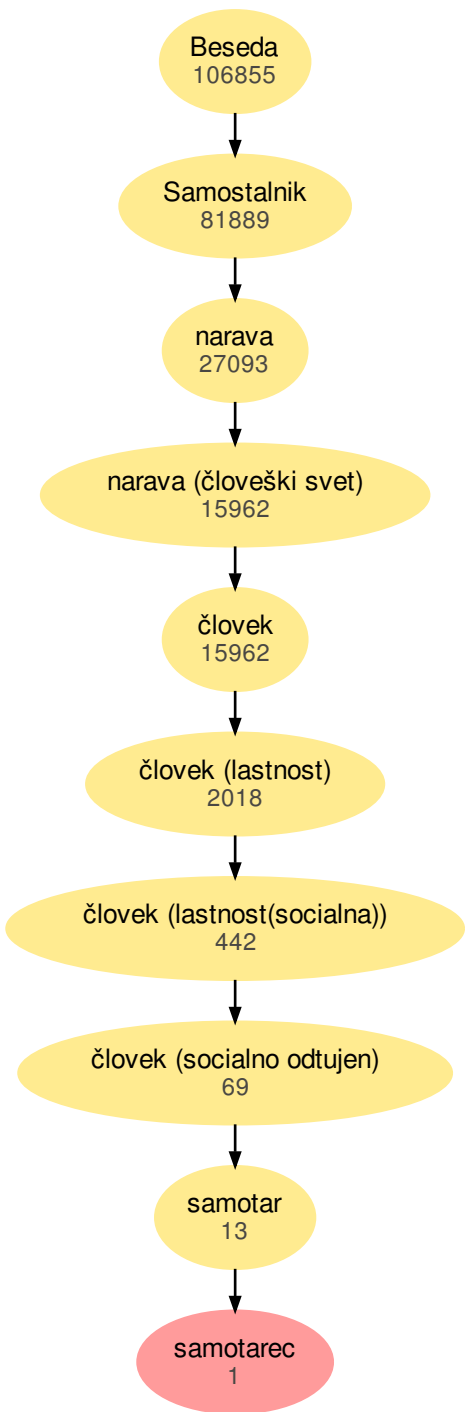 Beseda
106855
Samostalnik
81889
narava
27093
narava (človeški svet)
15962
človek
15962
človek (lastnost)
2018
človek (lastnost(socialna))
442
človek (socialno odtujen)
69
samotar
13
samotarec
1